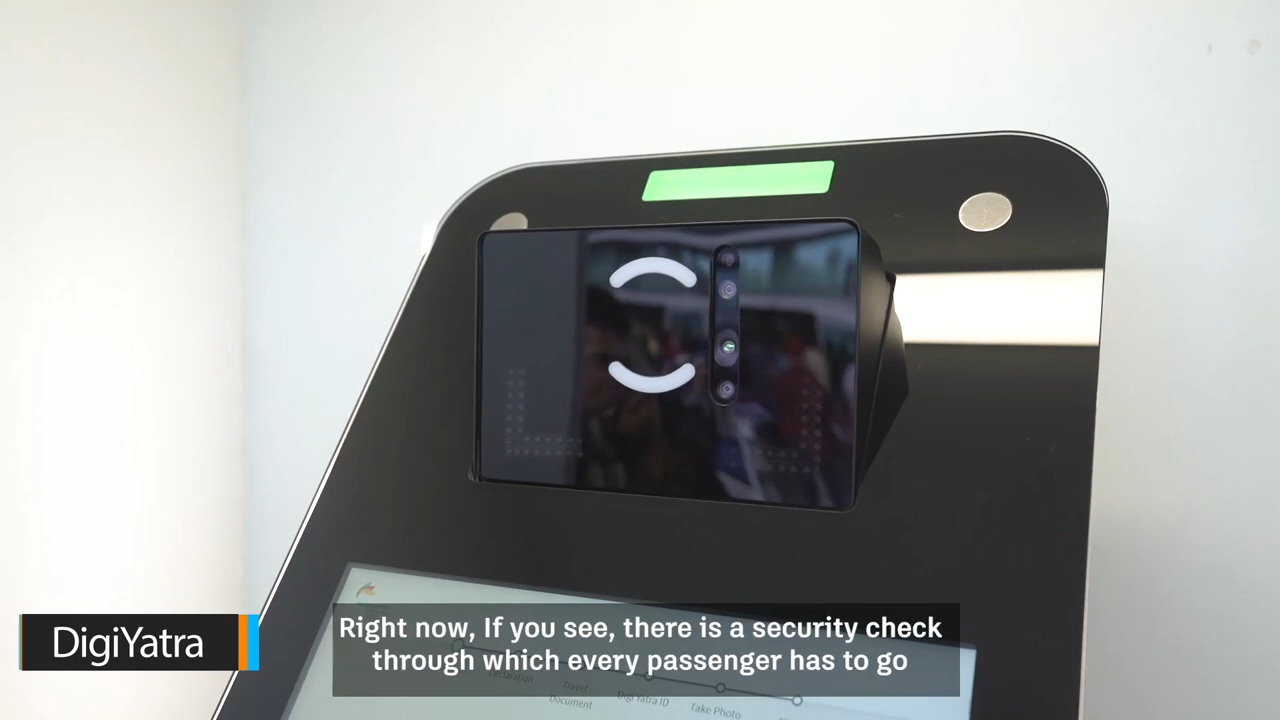 DigiYatra
Right now, If you see, there is a security check
through which every passenger has to go
Declaration
Travel
Document
Digi Yatra ID
Take Photo